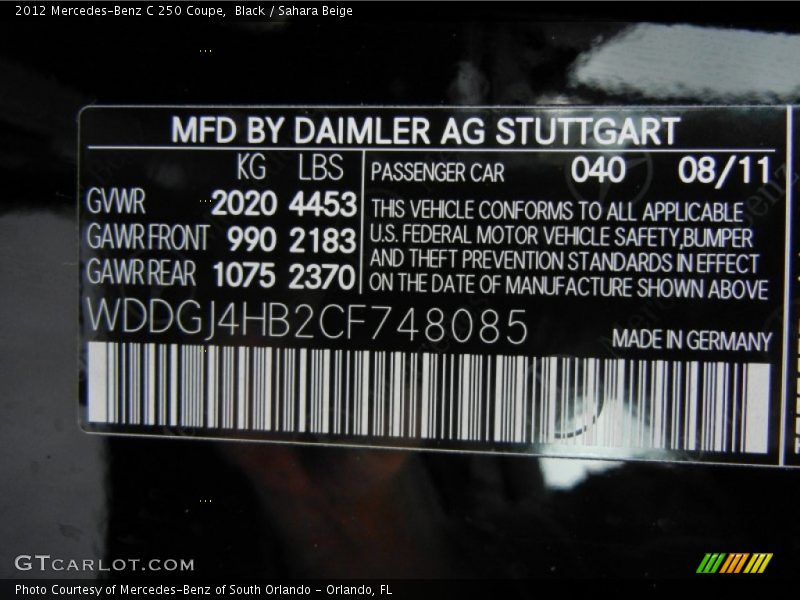 2012 Mercedes-Benz C 250 Coupe, Black / Sahara Beige
MFD BY DAIMLER AG STUTTGART
KG LBS
GVWR 2020 4453
GAWR FRONT 990 2183
GAWR REAR 1075 2370
PASSENGER CAR 040 08/11
THIS VEHICLE CONFORMS TO ALL APPLICABLE
U.S. FEDERAL MOTOR VEHICLE SAFETY,BUMPER
AND THEFT PREVENTION STANDARDS IN EFFECT
ON THE DATE OF MANUFACTURE SHOWN ABOVE
WDDGJ4HB2CF748085
MADE IN GERMANY
GTCARLOT.COM
Photo Courtesy of Mercedes-Benz of South Orlando - Orlando, FL